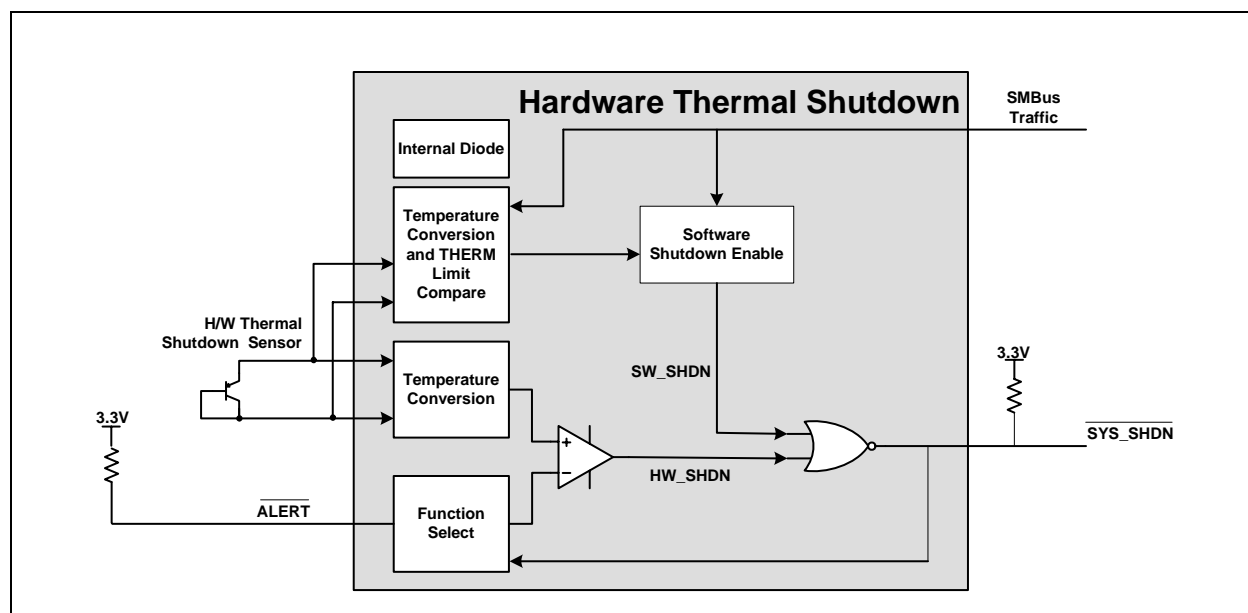 Hardware Thermal Shutdown
SMBus
Traffic
Internal Diode
Temperature
Conversion
and THERM
Limit
Compare
Software
Shutdown Enable
H/W Thermal
Shutdown Sensor
Temperature
Conversion
SW_SHDN
3.3V
SYS_SHDN
3.3V
+
−
HW_SHDN
ALERT
Function
Select